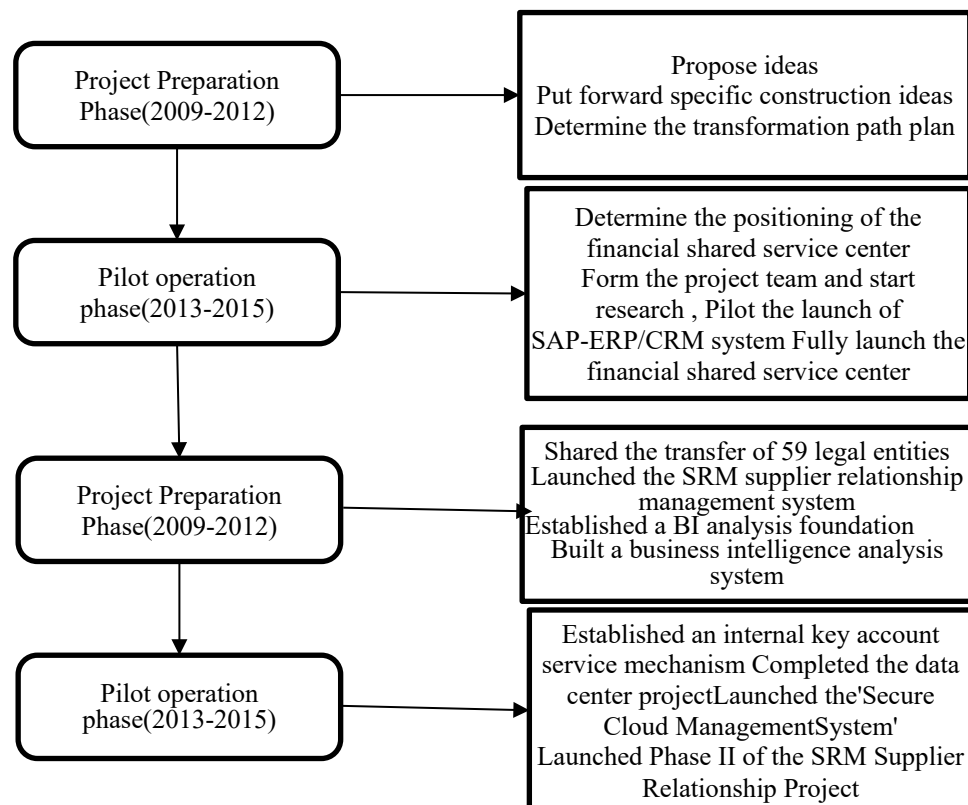 Project Preparation
Phase(2009-2012)
Propose ideas
Put forward specific construction ideas
Determine the transformation path plan
Pilot operation
phase(2013-2015)
Determine the positioning of the
financial shared service center
Form the project team and start
research , Pilot the launch of
SAP-ERP/CRM system Fully launch the
financial shared service center
Project Preparation
Phase(2009-2012)
Shared the transfer of 59 legal entities
Launched the SRM supplier relationship
management system
Established a BI analysis foundation
Built a business intelligence analysis
system
Pilot operation
phase(2013-2015)
Established an internal key account
service mechanism Completed the data
center projectLaunched the'Secure
Cloud ManagementSystem'
Launched Phase II of the SRM Supplier
Relationship Project